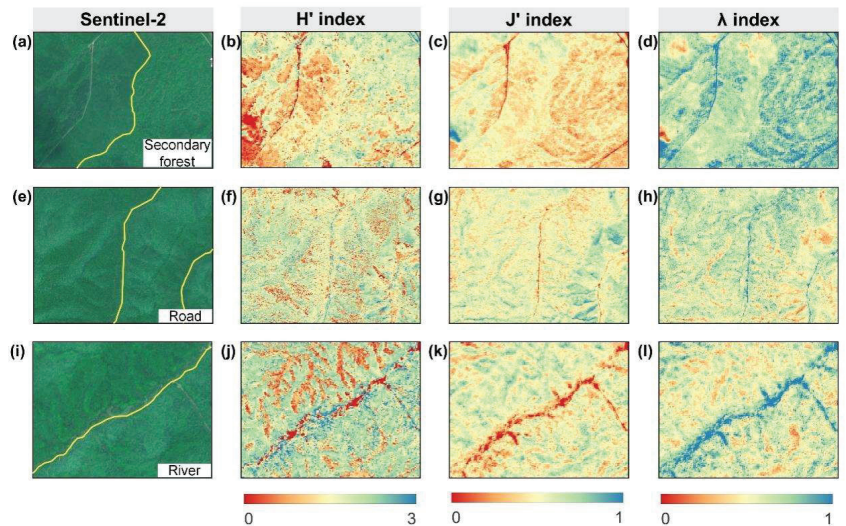 Sentinel-2 H' index J' index λ index
(a) (b) (c) (d)
Secondary
forest
(e) (f) (g) (h)
Road
(i) (j) (k) (l)
River
0 3 0 1 0 1